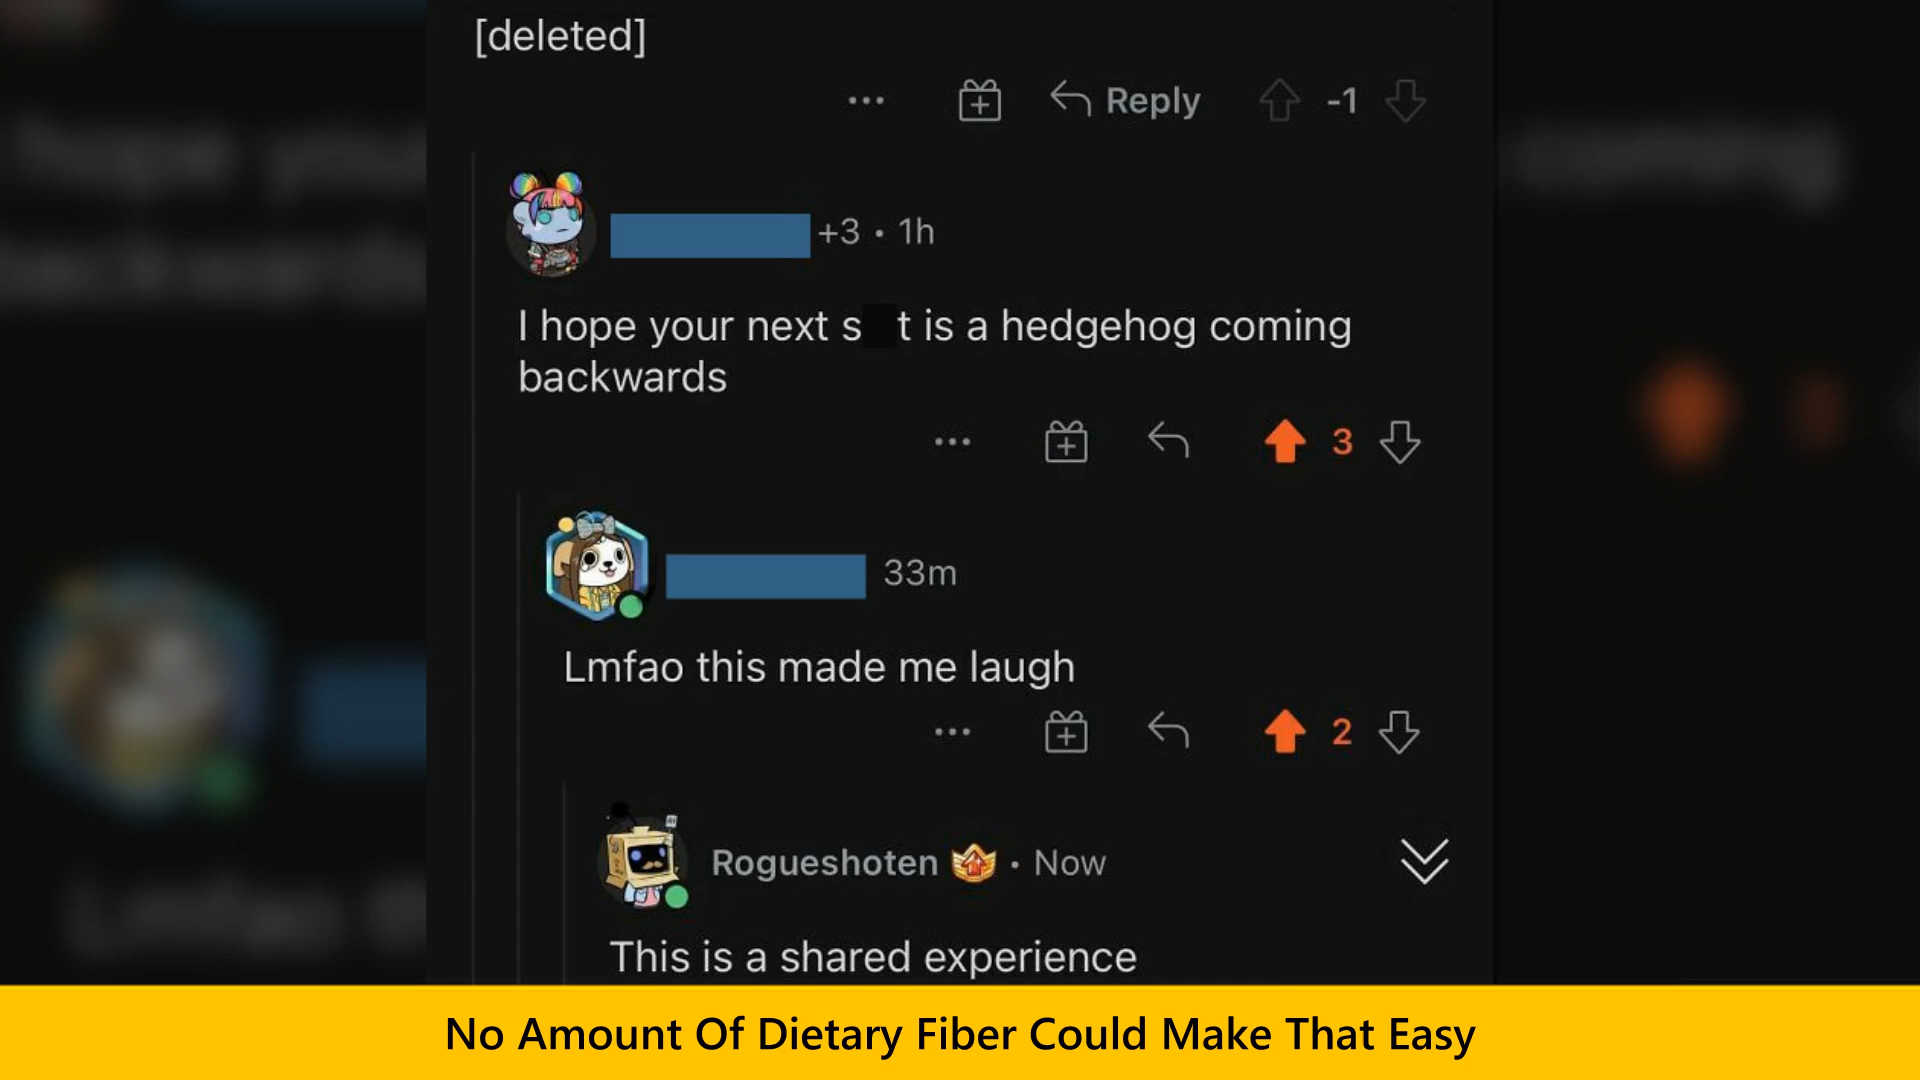 [deleted]
Reply -1
+3 • 1h
I hope your next s t is a hedgehog coming
backwards
3
33m
Lmfao this made me laugh
2
Rogueshoten • Now
This is a shared experience
No Amount Of Dietary Fiber Could Make That Easy